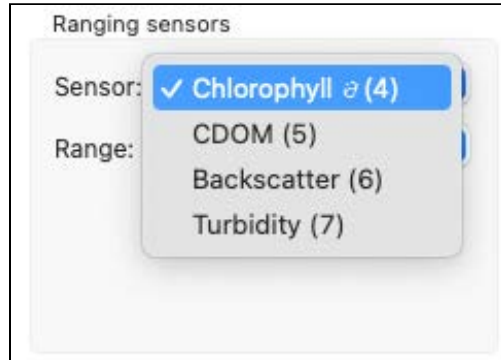 Ranging sensors
Sensor:
✓ Chlorophyll ∂ (4)
Range:
CDOM (5)
Backscatter (6)
Turbidity (7)